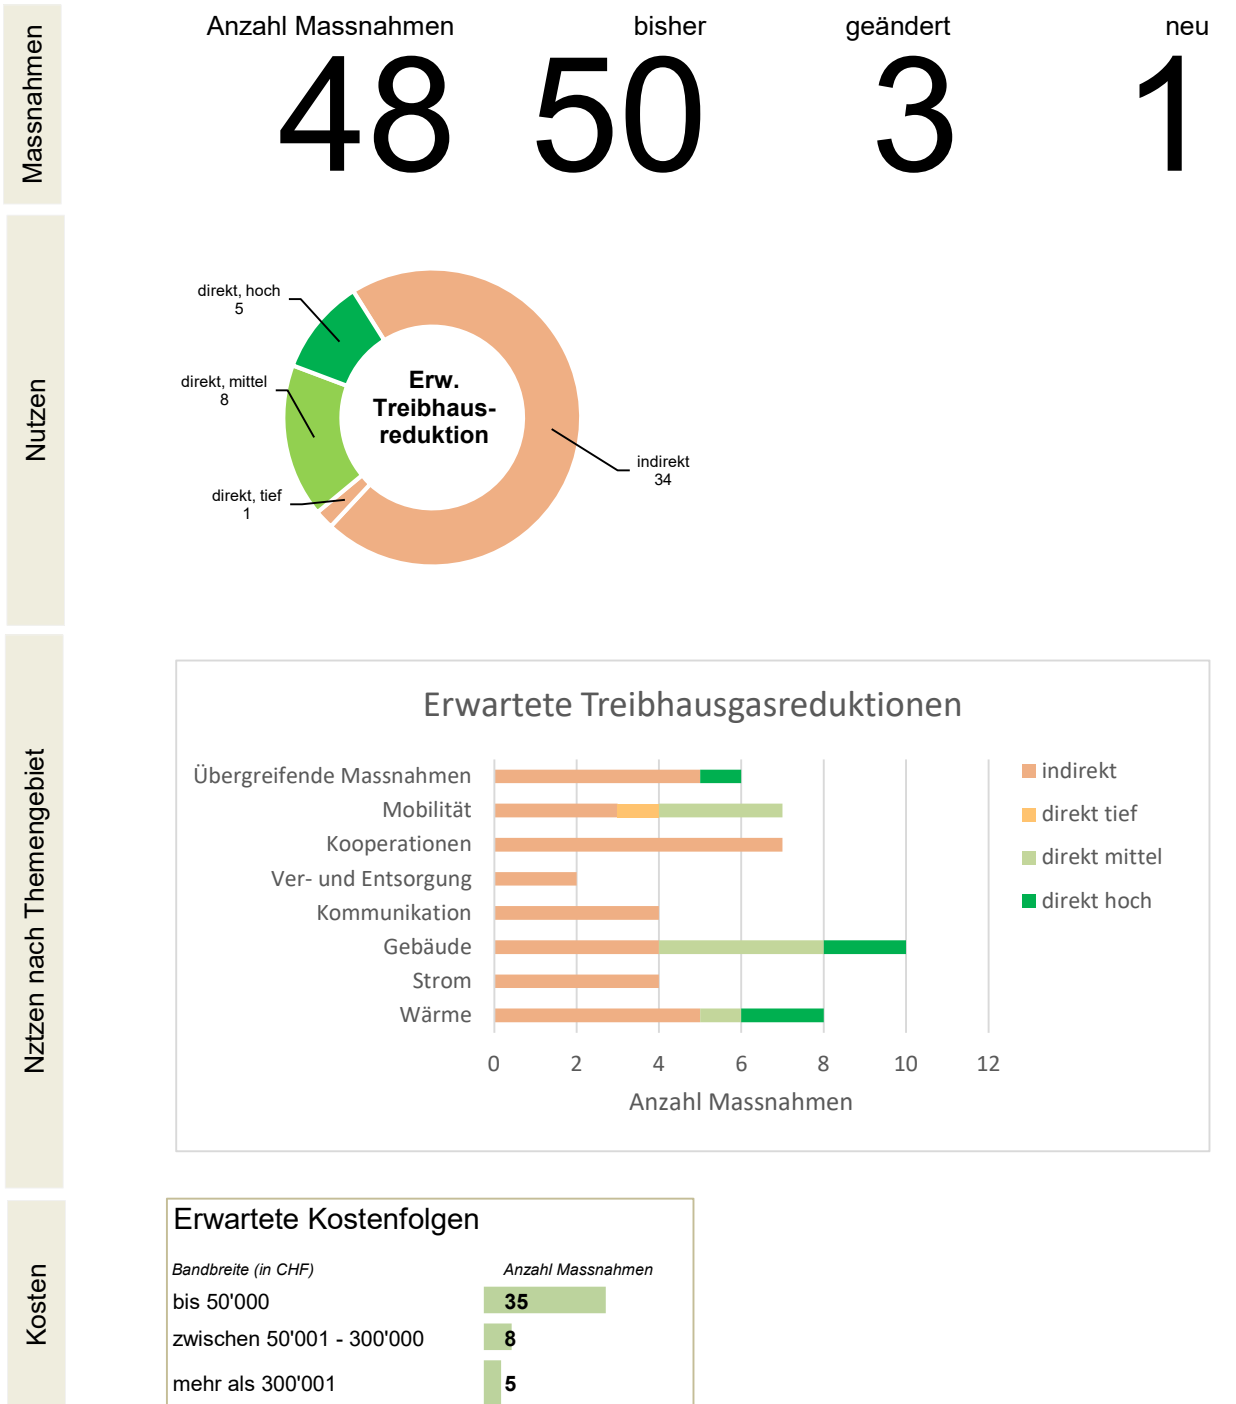 Massnahmen
Anzahl Massnahmen
bisher
geändert
neu
48
50
3
1
Nutzen
direkt, hoch
5
direkt, mittel
8
direkt, tief
1
Erw.
Treibhaus-
reduktion
indirekt
34
Nztzen nach Themengebiet
Erwartete Treibhausgasreduktionen
Übergreifende Massnahmen
Mobilität
Kooperationen
Ver- und Entsorgung
Kommunikation
Gebäude
Strom
Wärme
0 2 4 6 8 10 12
Anzahl Massnahmen
indirekt
direkt tief
direkt mittel
direkt hoch
Kosten
Erwartete Kostenfolgen
Bandbreite (in CHF) Anzahl Massnahmen
bis 50'000 35
zwischen 50'001 - 300'000 8
mehr als 300'001 5